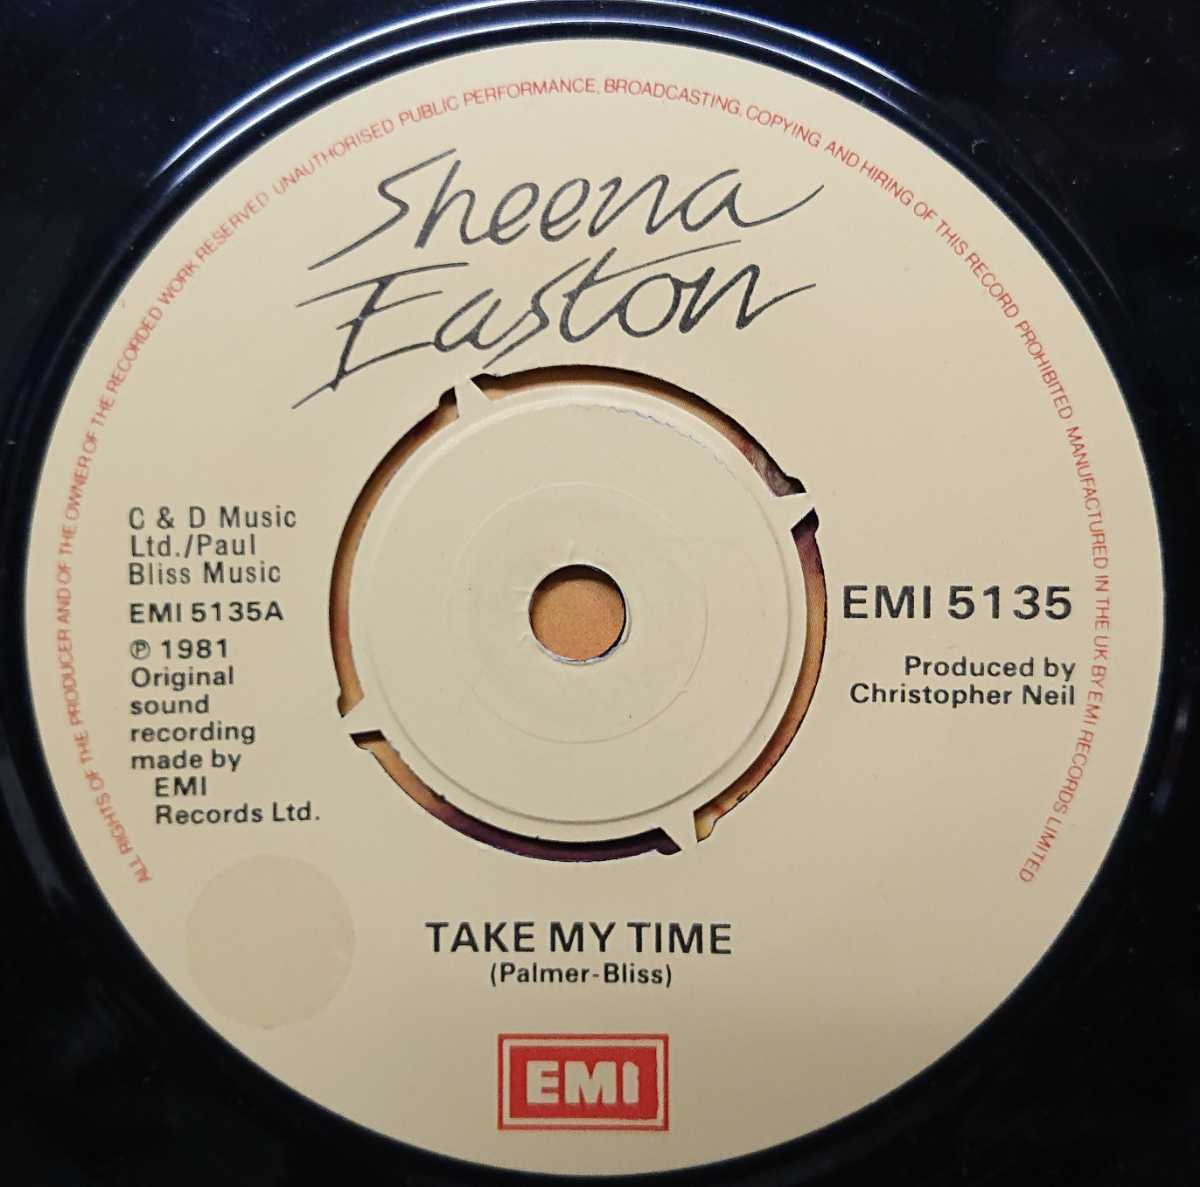 ALL RIGHTS OF THE PRODUCER AND OF THE OWNER OF THE RECORDED WORK RESERVED. UNAUTHORISED PUBLIC PERFORMANCE, BROADCASTING, COPYING AND HIRING OF THIS RECORD PROHIBITED. MANUFACTURED IN THE UK BY EMI RECORDS LIMITED
Sheena
Easton
C & D Music
Ltd./Paul
Bliss Music
EMI 5135A
℗ 1981
Original
sound
recording
made by
EMI
Records Ltd.
EMI 5135
Produced by
Christopher Neil
TAKE MY TIME
(Palmer-Bliss)
EMI